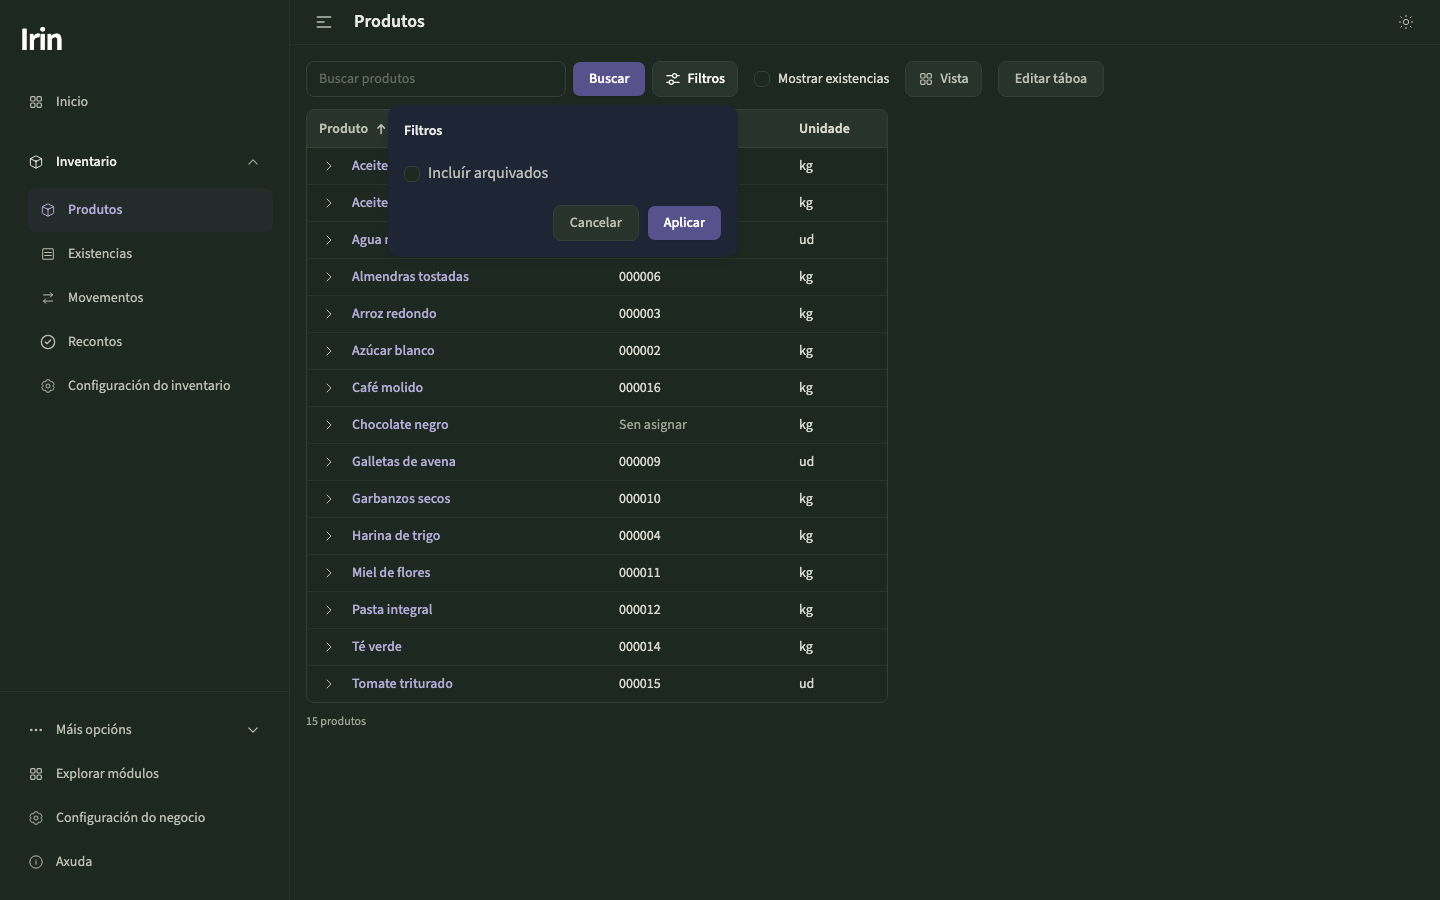 Irin
Produtos
Inicio
Inventario
Produtos
Existencias
Movementos
Recontos
Configuración do inventario
Máis opcións
Explorar módulos
Configuración do negocio
Axuda
Buscar produtos
Buscar
Filtros
Mostrar existencias
Vista
Editar táboa
Produto
Unidade
Filtros
Incluír arquivados
Cancelar
Aplicar
Aceite kg
Aceite kg
Agua ud
Almendras tostadas 000006 kg
Arroz redondo 000003 kg
Azúcar blanco 000002 kg
Café molido 000016 kg
Chocolate negro Sen asignar kg
Galletas de avena 000009 ud
Garbanzos secos 000010 kg
Harina de trigo 000004 kg
Miel de flores 000011 kg
Pasta integral 000012 kg
Té verde 000014 kg
Tomate triturado 000015 ud
15 produtos